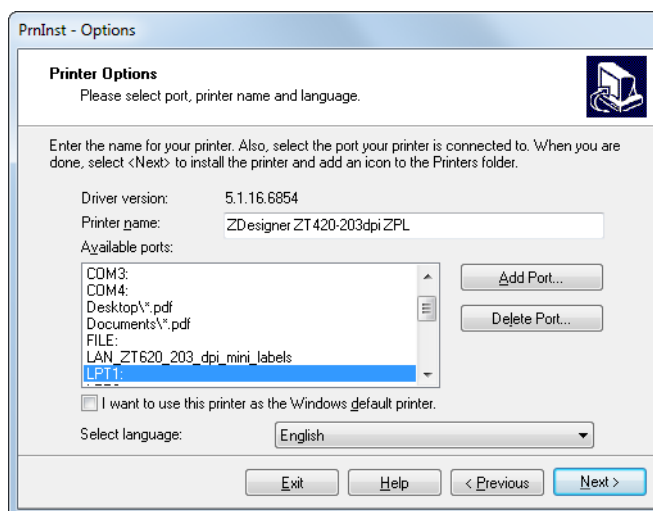 PrnInst - Options
Printer Options
Please select port, printer name and language.
Enter the name for your printer. Also, select the port your printer is connected to. When you are
done, select <Next> to install the printer and add an icon to the Printers folder.
Driver version: 5.1.16.6854
Printer name: ZDesigner ZT420-203dpi ZPL
Available ports:
COM3:
COM4:
Desktop\*.pdf
Documents\*.pdf
FILE:
LAN_ZT620_203_dpi_mini_labels
LPT1:
Add Port...
Delete Port...
I want to use this printer as the Windows default printer.
Select language: English
Exit Help < Previous Next >